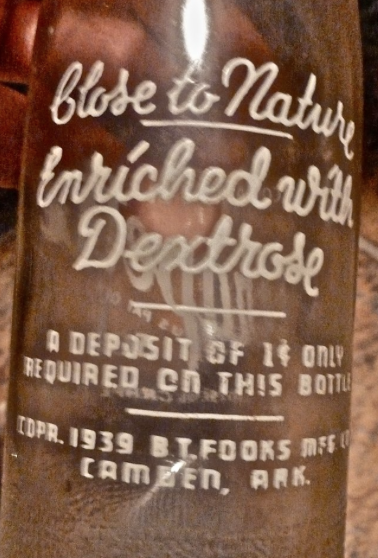 Close to Nature
Enriched with
Dextrose
A DEPOSIT OF 1¢ ONLY
REQUIRED ON THIS BOTTLE
COPR. 1939 B.T. FOOKS MFG
CAMDEN, ARK.